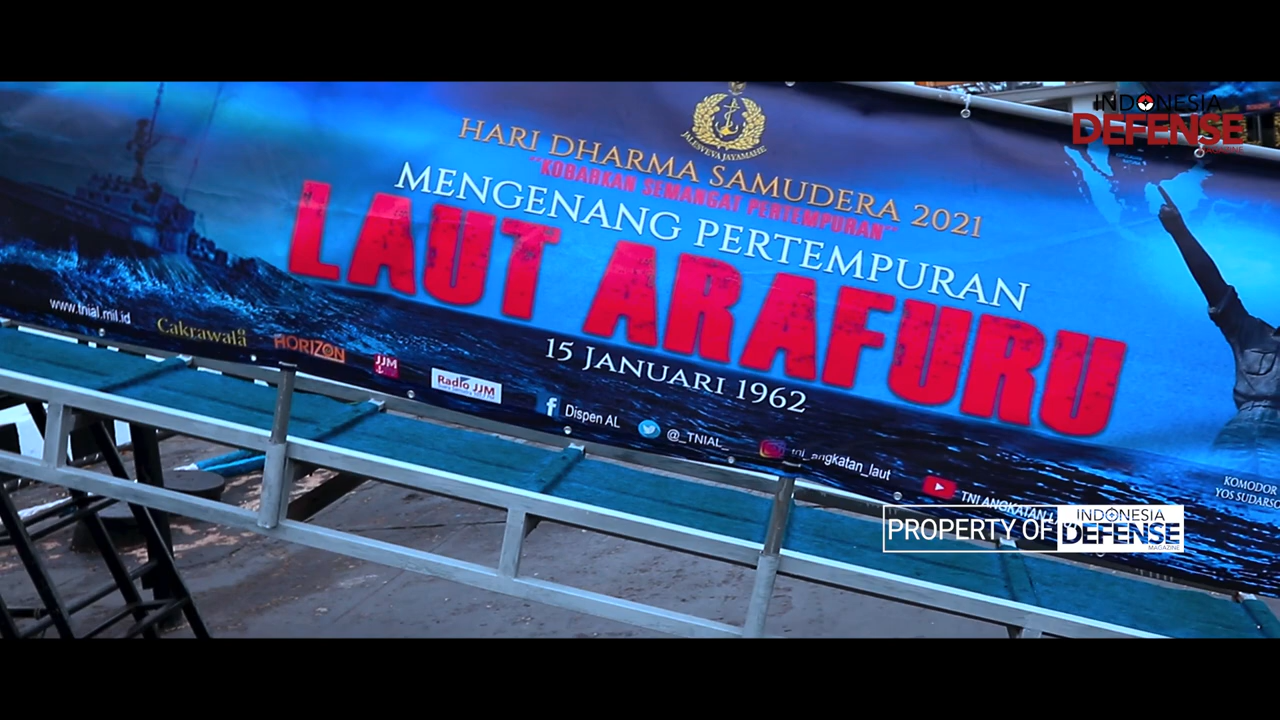 INDONESIA
DEFENSE
JALESVEVA JAYAMAHE
HARI DHARMA SAMUDERA 2021
"KOBARKAN SEMANGAT PERTEMPURAN"
MENGENANG PERTEMPURAN
LAUT ARAFURU
15 JANUARI 1962
www.tnial.mil.id
Cakrawala
HORIZON
JJM
Radio JJM
Dispen AL
@_TNIAL_
tni_angkatan_laut
TNI ANGKATAN
KOMODOR
YOS SUDARSO
PROPERTY OF
INDONESIA
DEFENSE
MAGAZINE